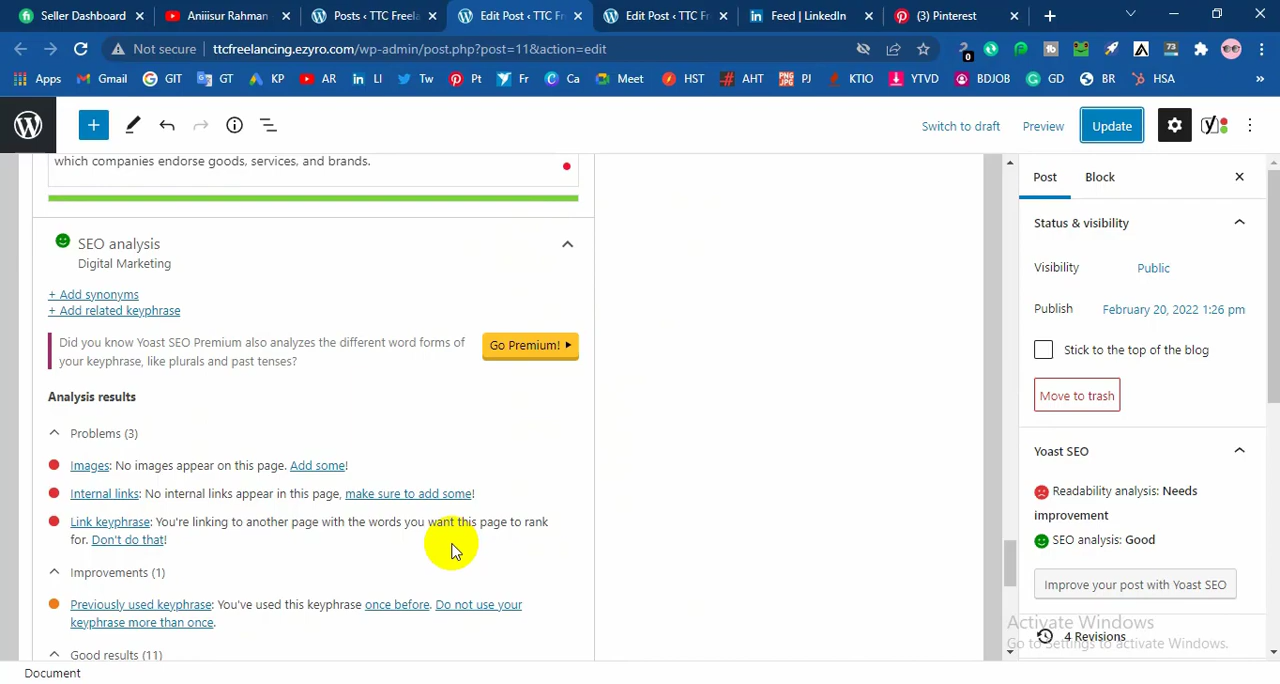 Seller Dashboard
Aniiisur Rahman
Posts ‹ TTC Freela
Edit Post ‹ TTC Fr
Edit Post ‹ TTC Fr
Feed | LinkedIn
(3) Pinterest
Not secure | ttcfreelancing.ezyro.com/wp-admin/post.php?post=11&action=edit
0
73
Apps Gmail GIT GT KP AR LI Tw Pt Fr Ca Meet HST AHT PJ KTIO YTVD BDJOB GD BR HSA »
Switch to draft Preview Update
which companies endorse goods, services, and brands.
SEO analysis
Digital Marketing
+ Add synonyms
+ Add related keyphrase
Did you know Yoast SEO Premium also analyzes the different word forms of
your keyphrase, like plurals and past tenses?
Go Premium!
Analysis results
Problems (3)
Images: No images appear on this page. Add some!
Internal links: No internal links appear in this page, make sure to add some!
Link keyphrase: You're linking to another page with the words you want this page to rank
for. Don't do that!
Improvements (1)
Previously used keyphrase: You've used this keyphrase once before. Do not use your
keyphrase more than once.
Good results (11)
Document
Post Block
Status & visibility
Visibility Public
Publish February 20, 2022 1:26 pm
Stick to the top of the blog
Move to trash
Yoast SEO
Readability analysis: Needs
improvement
SEO analysis: Good
Improve your post with Yoast SEO
4 Revisions
Activate Windows
Go to Settings to activate Windows.